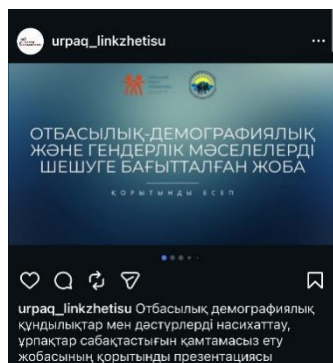 urpaq_linkzhetisu
ОТБАСЫЛЫҚ-ДЕМОГРАФИЯЛЫҚ
ЖӘНЕ ГЕНДЕРЛІК МӘСЕЛЕЛЕРДІ
ШЕШУГЕ БАҒЫТТАЛҒАН ЖОБА
ҚОРЫТЫНДЫ ЕСЕП
urpaq_linkzhetisu Отбасылық демографиялық
құндылықтар мен дәстүрлерді насихаттау,
ұрпақтар сабақтастығын қамтамасыз ету
жобасының қорытынды презентациясы